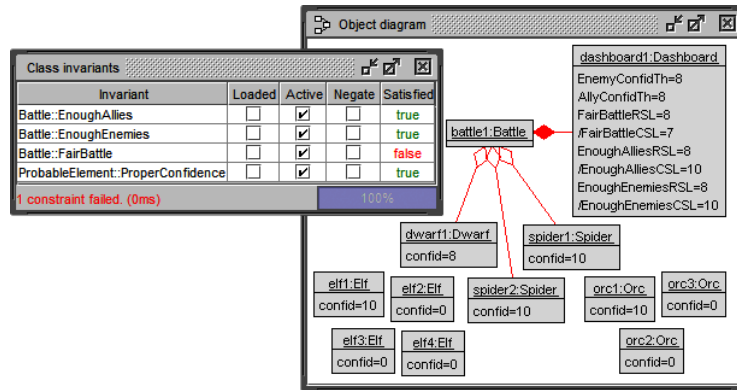 Object diagram
Class invariants
Invariant Loaded Active Negate Satisfied
Battle::EnoughAllies true
Battle::EnoughEnemies true
Battle::FairBattle false
ProbableElement::ProperConfidence true
1 constraint failed. (0ms) 100%
dashboard1:Dashboard
EnemyConfidTh=8
AllyConfidTh=8
FairBattleRSL=8
/FairBattleCSL=7
EnoughAlliesRSL=8
/EnoughAlliesCSL=10
EnoughEnemiesRSL=8
/EnoughEnemiesCSL=10
battle1:Battle
dwarf1:Dwarf
confid=8
spider1:Spider
confid=10
elf1:Elf
confid=10
elf2:Elf
confid=0
spider2:Spider
confid=10
orc1:Orc
confid=10
orc3:Orc
confid=0
elf3:Elf
confid=0
elf4:Elf
confid=0
orc2:Orc
confid=0